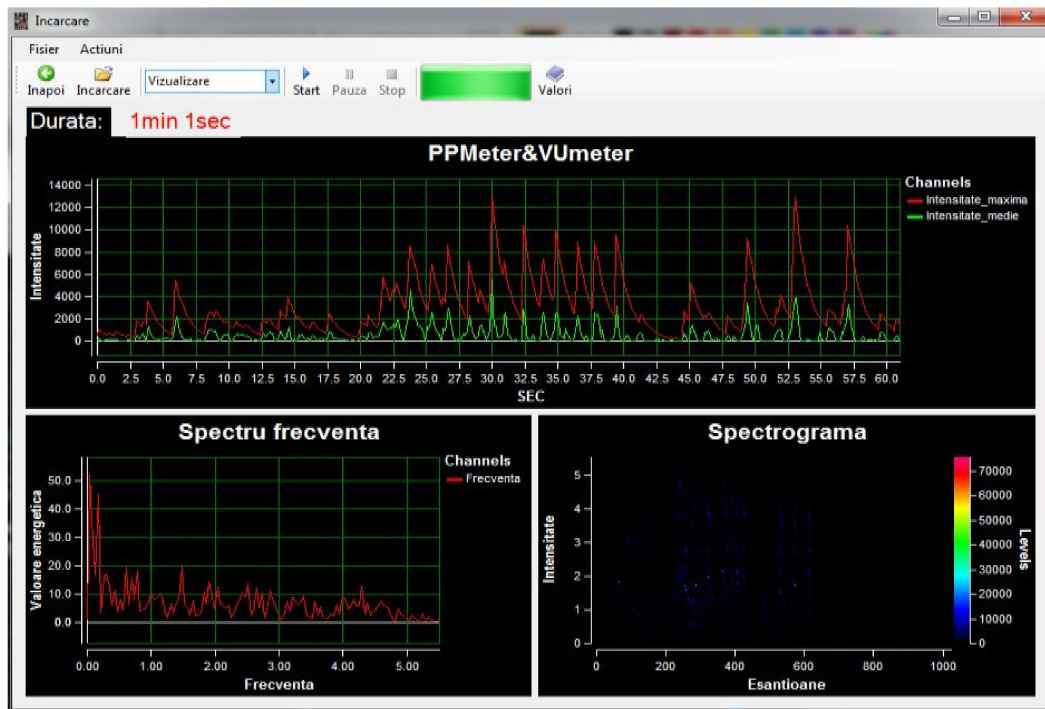 Incarcare
Fisier Actiuni
Inapoi Incarcare Vizualizare Start Pauza Stop Valori
Durata: 1min 1sec
PPMeter&VUmeter
Channels
Intensitate_maxima
Intensitate_medie
Intensitate
14000
12000
10000
8000
6000
4000
2000
0
0.0 2.5 5.0 7.5 10.0 12.5 15.0 17.5 20.0 22.5 25.0 27.5 30.0 32.5 35.0 37.5 40.0 42.5 45.0 47.5 50.0 52.5 55.0 57.5 60.0
SEC
Spectru frecventa
Channels
Frecventa
Valoare energetica
50.0
40.0
30.0
20.0
10.0
0.0
0.00 1.00 2.00 3.00 4.00 5.00
Frecventa
Spectrograma
Intensitate
5
4
3
2
1
0
0 200 400 600 800 1000
Esantioane
70000
60000
50000
40000
30000
20000
10000
0
Levels